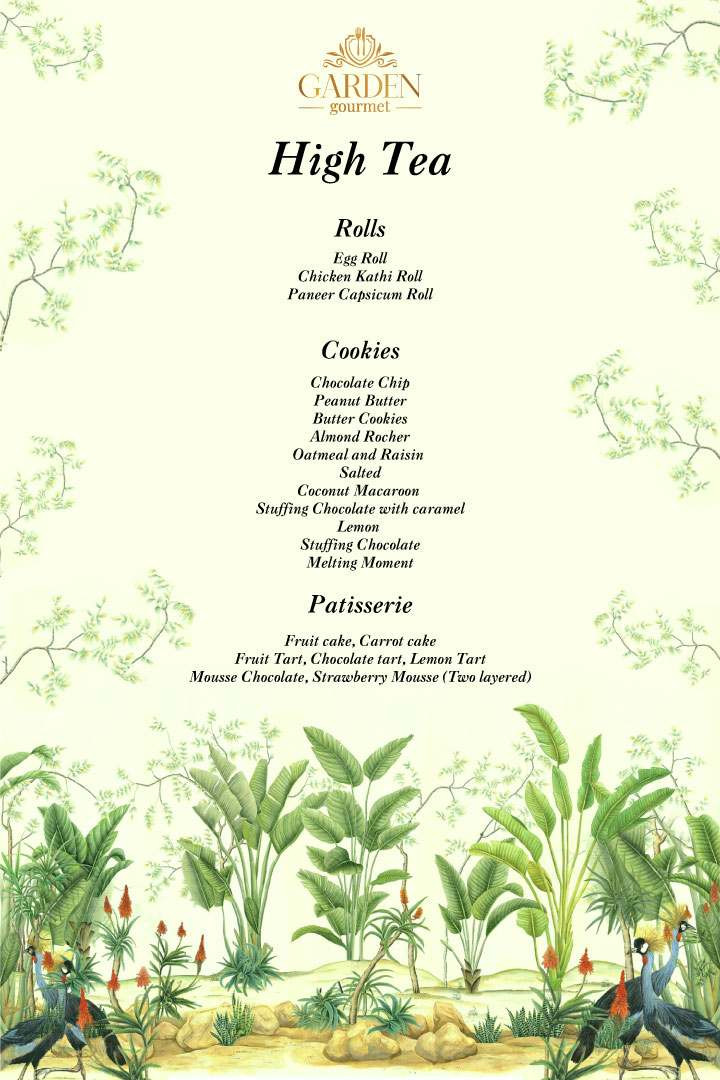 GARDEN
gourmet
High Tea
Rolls
Egg Roll
Chicken Kathi Roll
Paneer Capsicum Roll
Cookies
Chocolate Chip
Peanut Butter
Butter Cookies
Almond Rocher
Oatmeal and Raisin
Salted
Coconut Macaroon
Stuffing Chocolate with caramel
Lemon
Stuffing Chocolate
Melting Moment
Patisserie
Fruit cake, Carrot cake
Fruit Tart, Chocolate tart, Lemon Tart
Mousse Chocolate, Strawberry Mousse (Two layered)